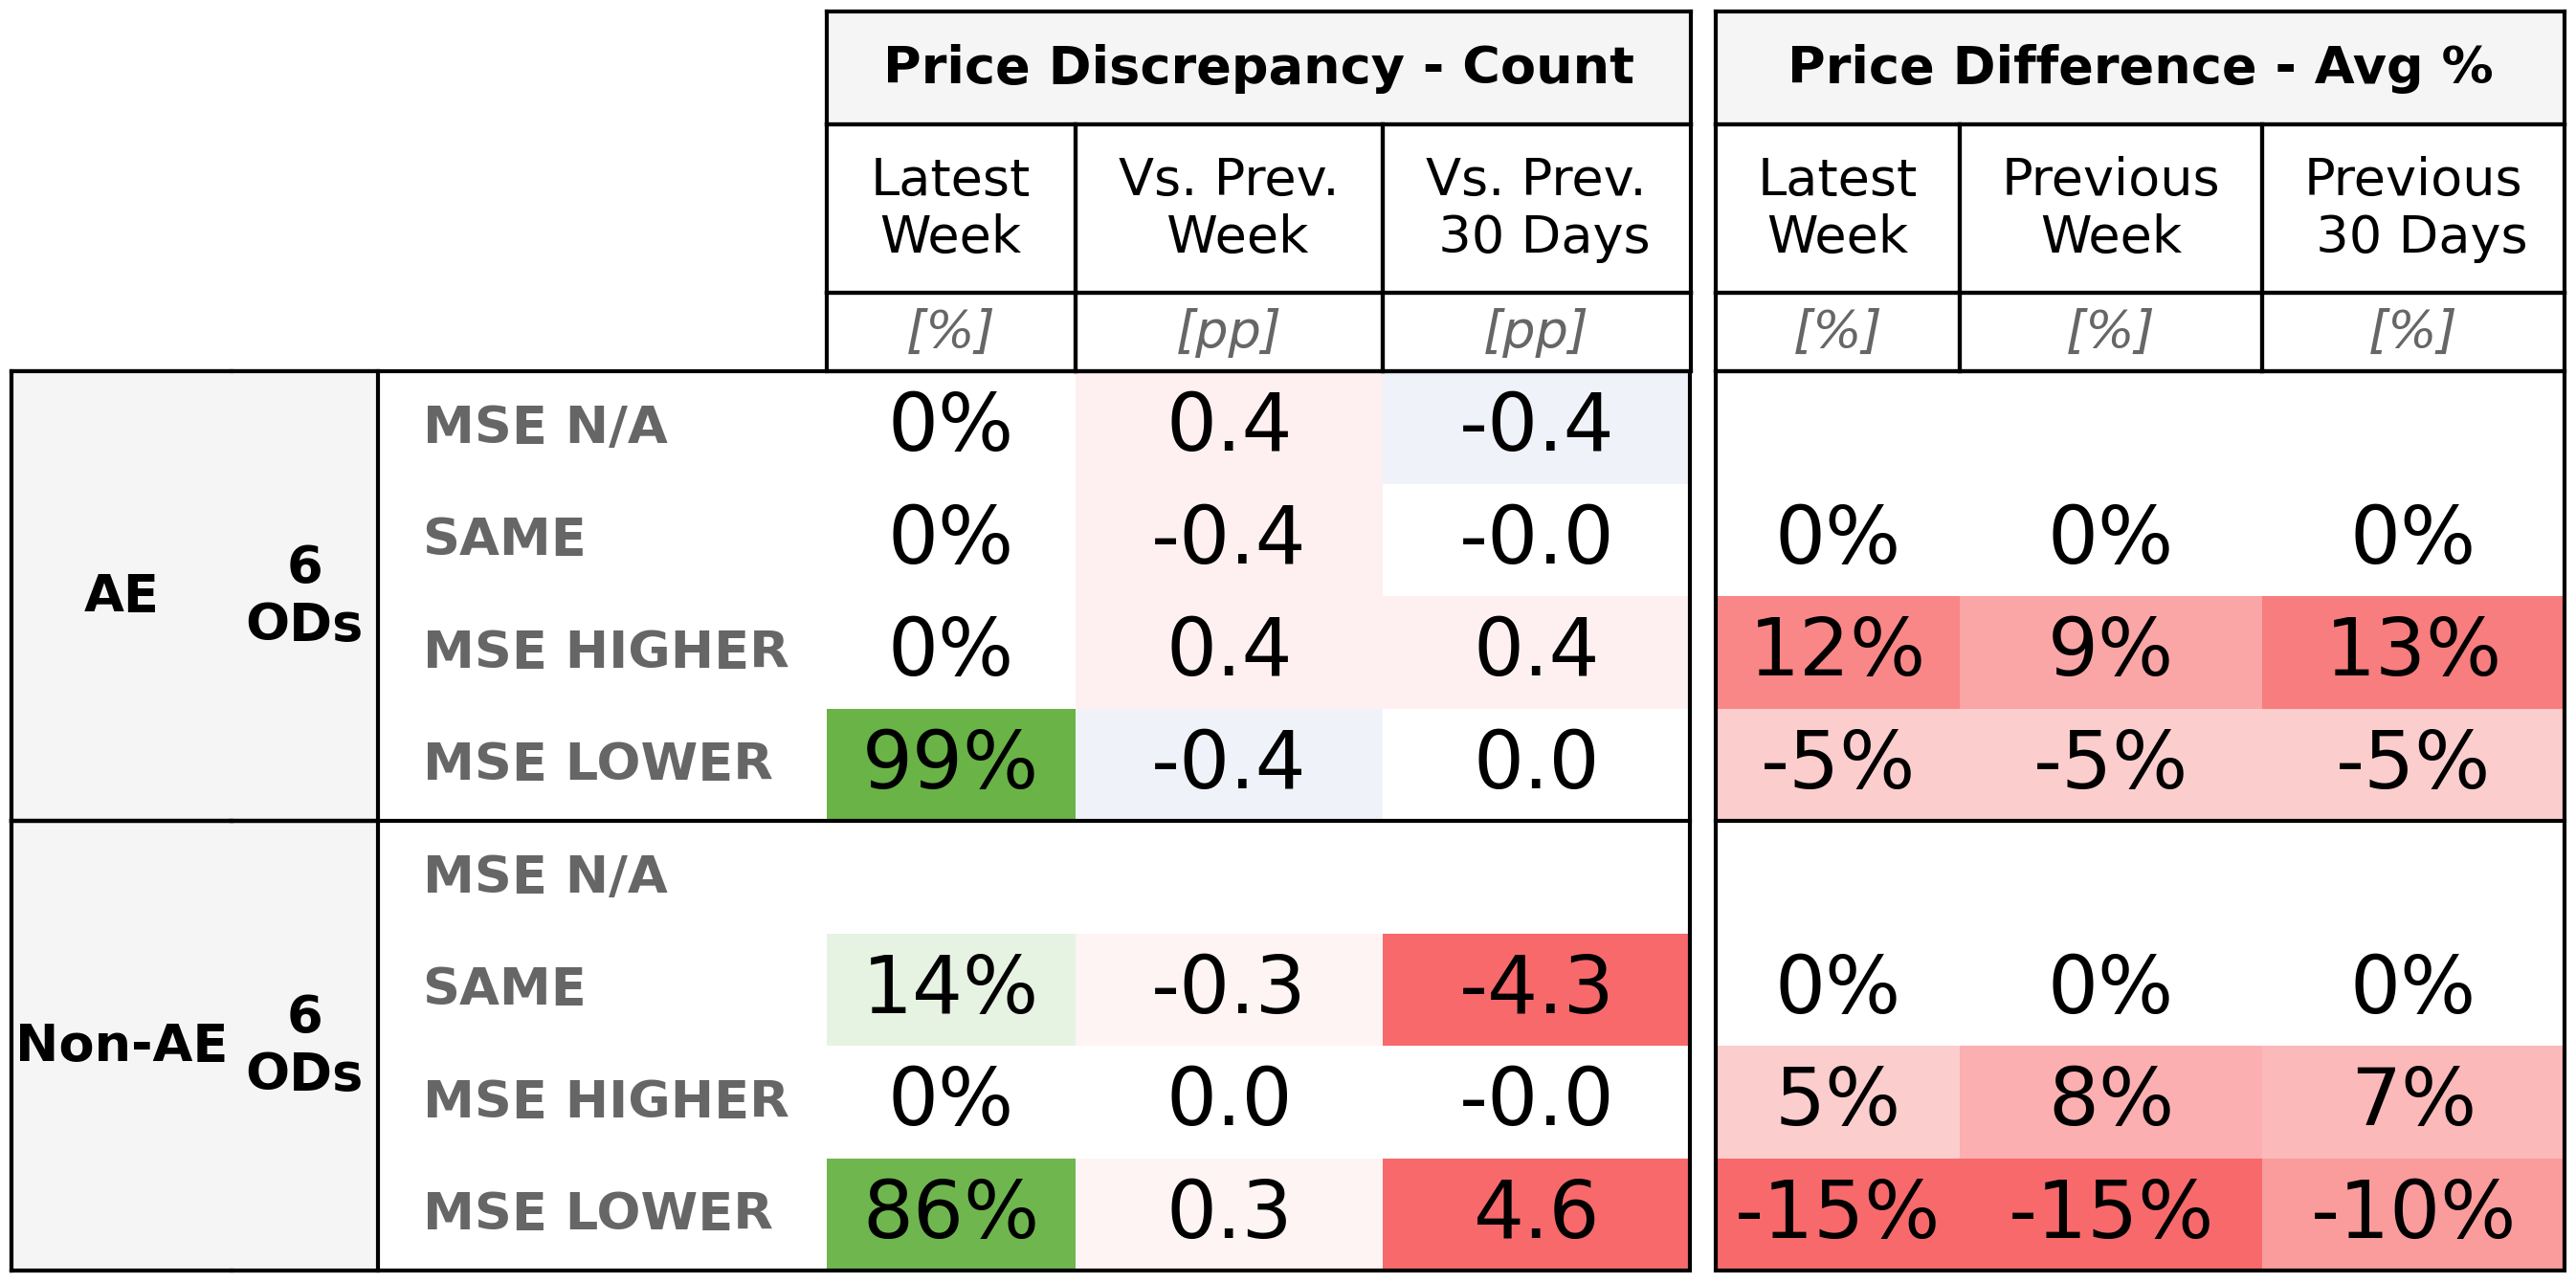 Price Discrepancy - Count Price Difference - Avg %
Latest Week Vs. Prev. Week Vs. Prev. 30 Days Latest Week Previous Week Previous 30 Days
[%] [pp] [pp] [%] [%] [%]
AE 6 ODs
MSE N/A 0% 0.4 -0.4
SAME 0% -0.4 -0.0 0% 0% 0%
MSE HIGHER 0% 0.4 0.4 12% 9% 13%
MSE LOWER 99% -0.4 0.0 -5% -5% -5%
Non-AE 6 ODs
MSE N/A
SAME 14% -0.3 -4.3 0% 0% 0%
MSE HIGHER 0% 0.0 -0.0 5% 8% 7%
MSE LOWER 86% 0.3 4.6 -15% -15% -10%